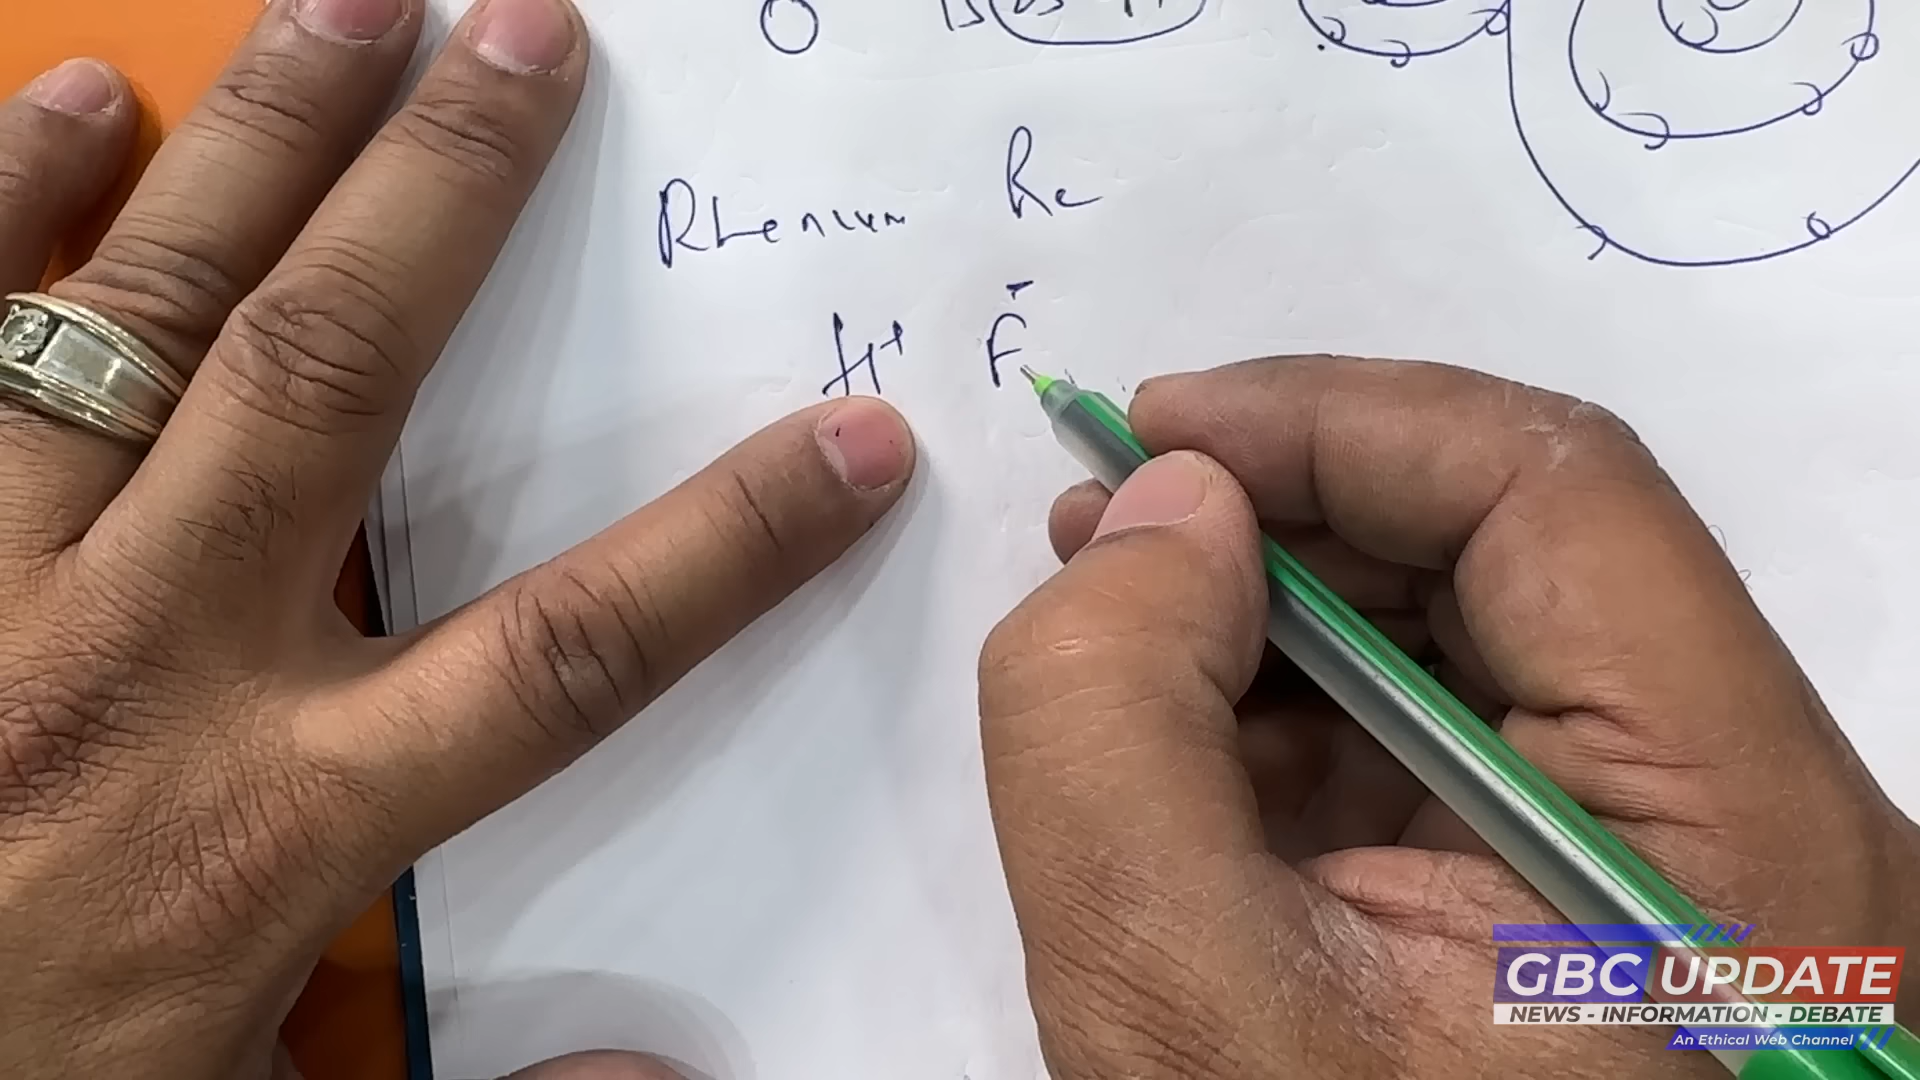 Rhenium Re
H+ F-
GBC UPDATE
NEWS - INFORMATION - DEBATE
An Ethical Web Channel